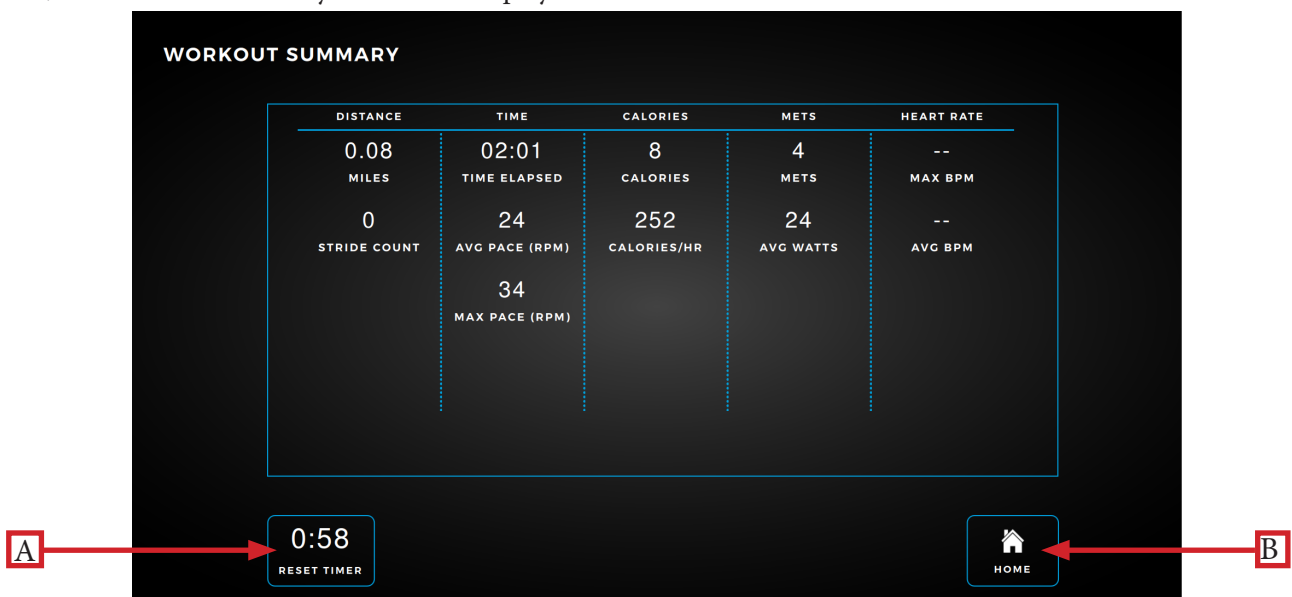 WORKOUT SUMMARY
DISTANCE TIME CALORIES METS HEART RATE
0.08 02:01 8 4 --
MILES TIME ELAPSED CALORIES METS MAX BPM
0 24 252 24 --
STRIDE COUNT AVG PACE (RPM) CALORIES/HR AVG WATTS AVG BPM
34
MAX PACE (RPM)
A 0:58 B
RESET TIMER HOME